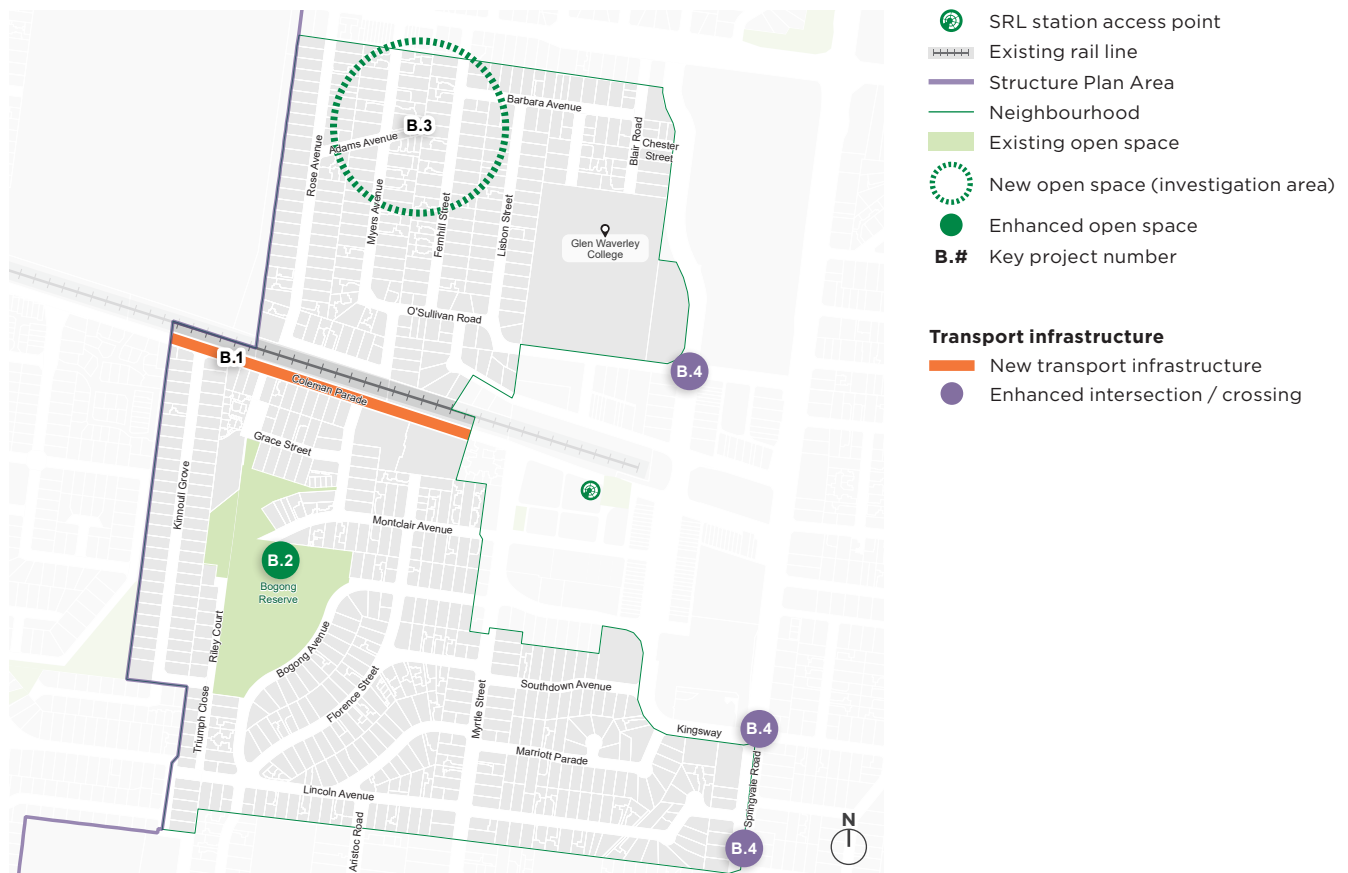 SRL station access point
Existing rail line
Structure Plan Area
Neighbourhood
Existing open space
New open space (investigation area)
Enhanced open space
B.# Key project number
Transport infrastructure
New transport infrastructure
Enhanced intersection / crossing
Barbara Avenue
B.3
Adams Avenue
Rose Avenue
Blair Road
Chester
Street
Myers Avenue
Fernhill Street
Lisbon Street
Glen Waverley
College
O'Sullivan Road
B.1
Coleman Parade
B.4
Grace Street
Kinnoull Grove
Montclair Avenue
B.2
Bogong
Reserve
Riley Court
Bogong Avenue
Florence Street
Triumph Close
Myrtle Street
Southdown Avenue
Kingsway
B.4
Marriott Parade
Springvale Road
Lincoln Avenue
Aristoc Road
B.4
N